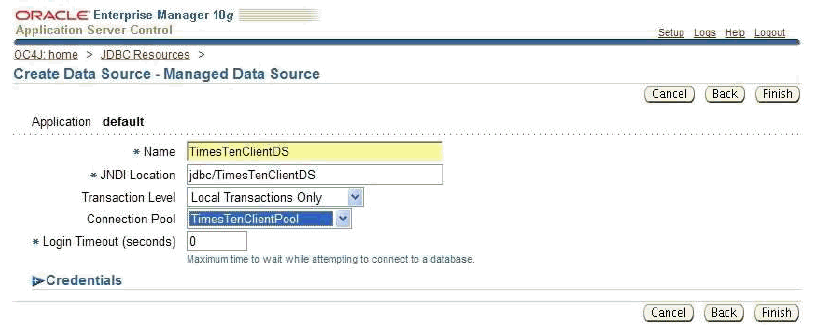 ORACLE Enterprise Manager 10g
Application Server Control
Setup Logs Help Logout
OC4J: home > JDBC Resources >
Create Data Source - Managed Data Source
Cancel Back Finish
Application default
* Name TimesTenClientDS
* JNDI Location jdbc/TimesTenClientDS
Transaction Level Local Transactions Only
Connection Pool TimesTenClientPool
* Login Timeout (seconds) 0
Maximum time to wait while attempting to connect to a database.
Credentials
Cancel Back Finish